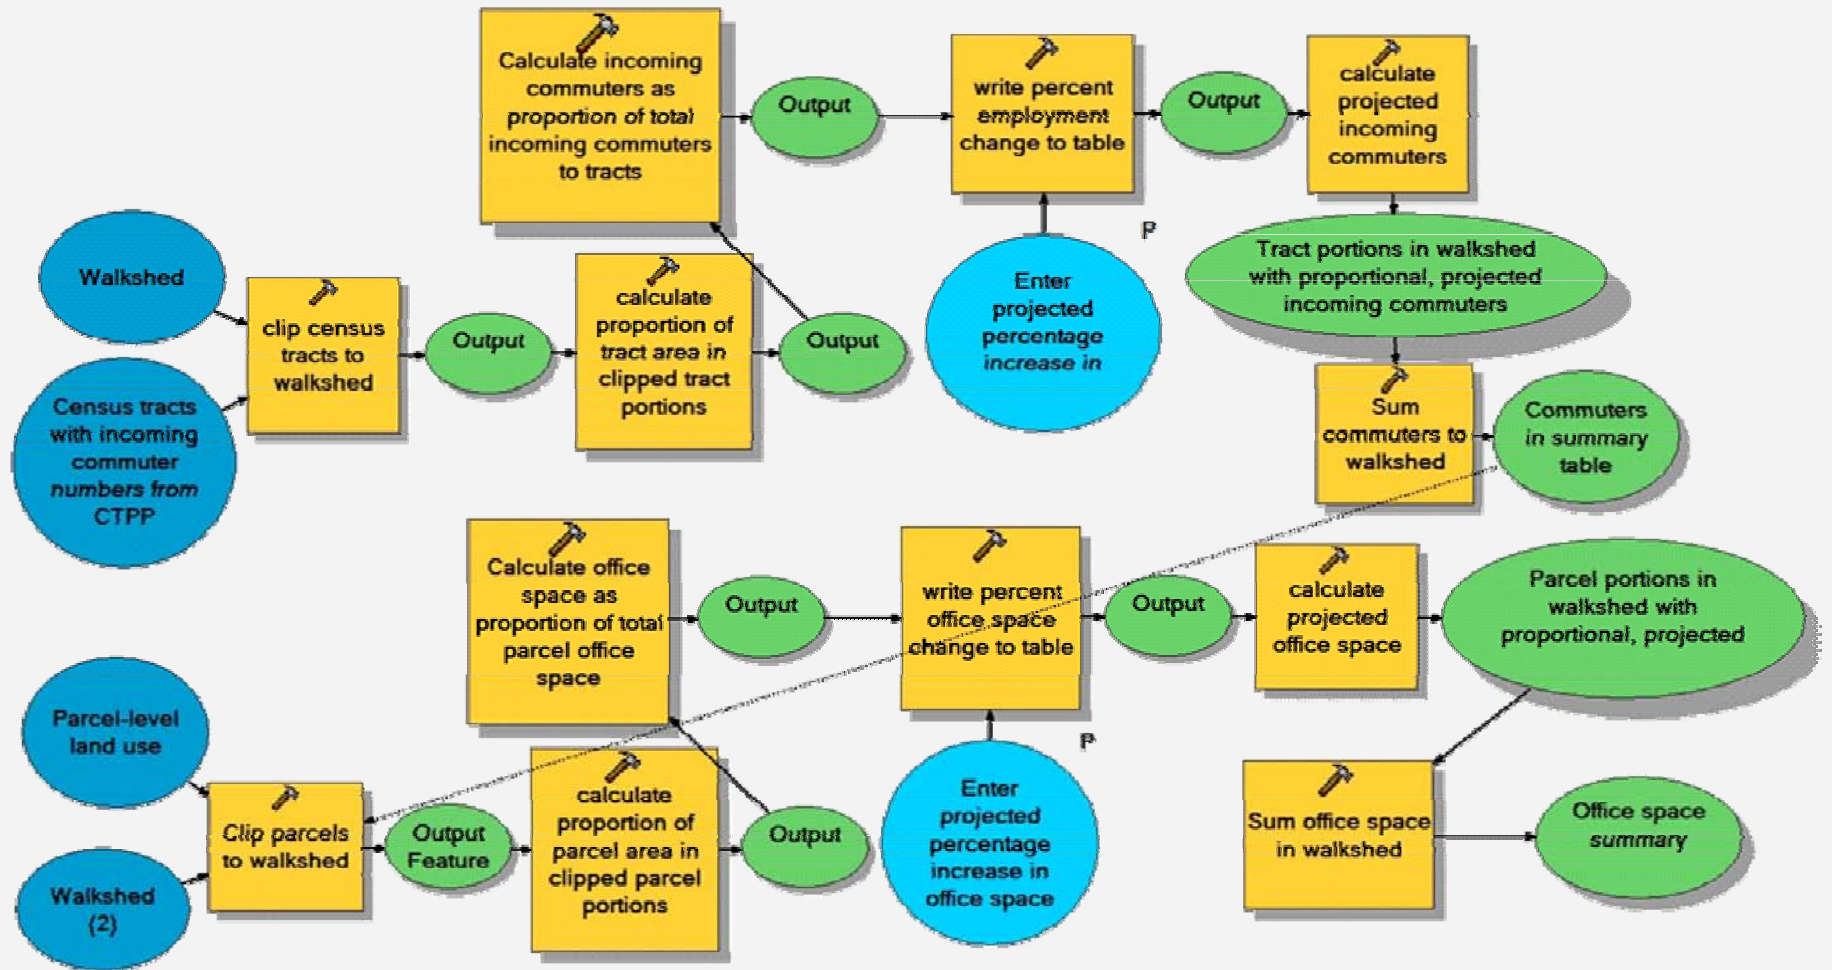 Calculate incoming
commuters as
proportion of total
incoming commuters
to tracts
Output
write percent
employment
change to table
Output
calculate
projected
incoming
commuters
P
Walkshed
clip census
tracts to
walkshed
Output
calculate
proportion of
tract area in
clipped tract
portions
Output
Enter
projected
percentage
increase in
Tract portions in walkshed
with proportional, projected
incoming commuters
Census tracts
with incoming
commuter
numbers from
CTPP
Sum
commuters to
walkshed
Commuters
in summary
table
Calculate office
space as
proportion of total
parcel office
space
Output
write percent
office space
change to table
Output
calculate
projected
office space
Parcel portions in
walkshed with
proportional, projected
Parcel-level
land use
P
Clip parcels
to walkshed
Output
Feature
calculate
proportion of
parcel area in
clipped parcel
portions
Output
Enter
projected
percentage
increase in
office space
Sum office space
in walkshed
Office space
summary
Walkshed
(2)